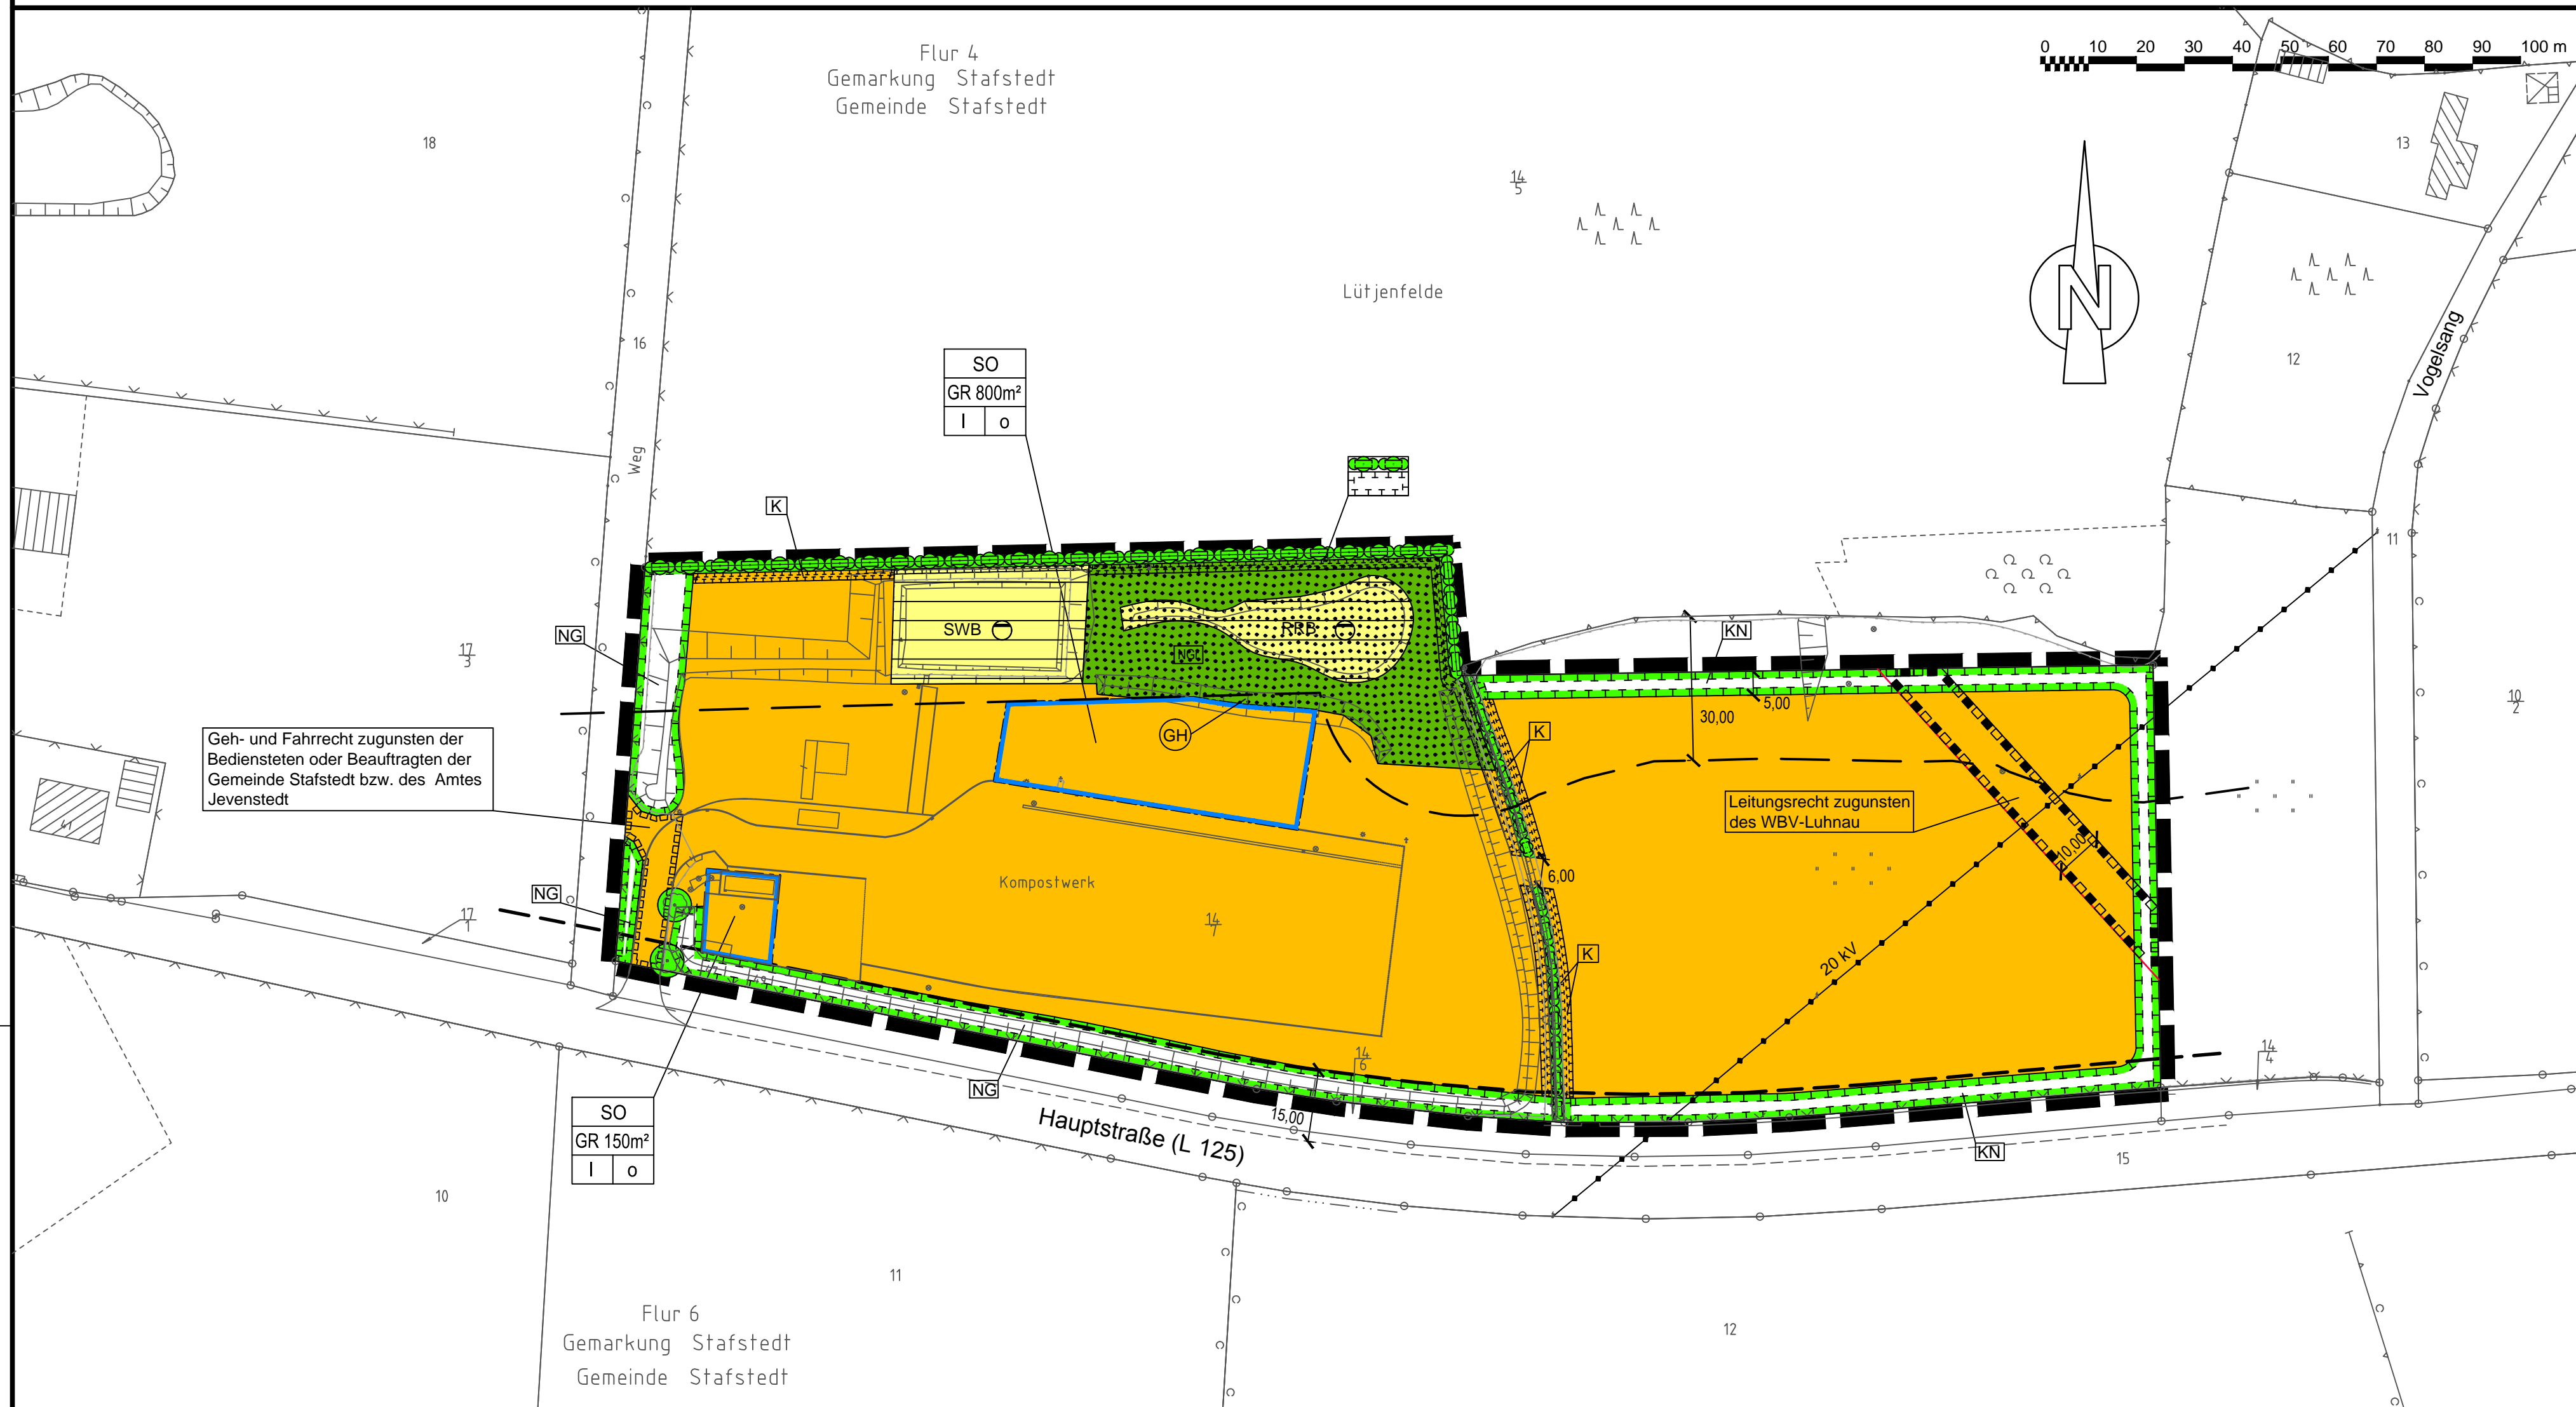 Flur 4
Gemarkung Stafstedt
Gemeinde Stafstedt
0 10 20 30 40 50 60 70 80 90 100 m
18
14
5
13
1
N
Lütjenfelde
16
12
Vogelsang
SO
GR 800m²
I o
Weg
K
11
NG
17
3
SWB
RRB
NGL
KN
10
2
5,00
30,00
K
GH
Geh- und Fahrrecht zugunsten der
Bediensteten oder Beauftragten der
Gemeinde Stafstedt bzw. des Amtes
Jevenstedt
Leitungsrecht zugunsten
des WBV-Luhnau
41
10,00
6,00
Kompostwerk
NG
17
1
14
7
K
20 kV
14
6
14
4
NG
15,00
Hauptstraße (L 125)
KN
15
SO
GR 150m²
I o
10
11
12
Flur 6
Gemarkung Stafstedt
Gemeinde Stafstedt